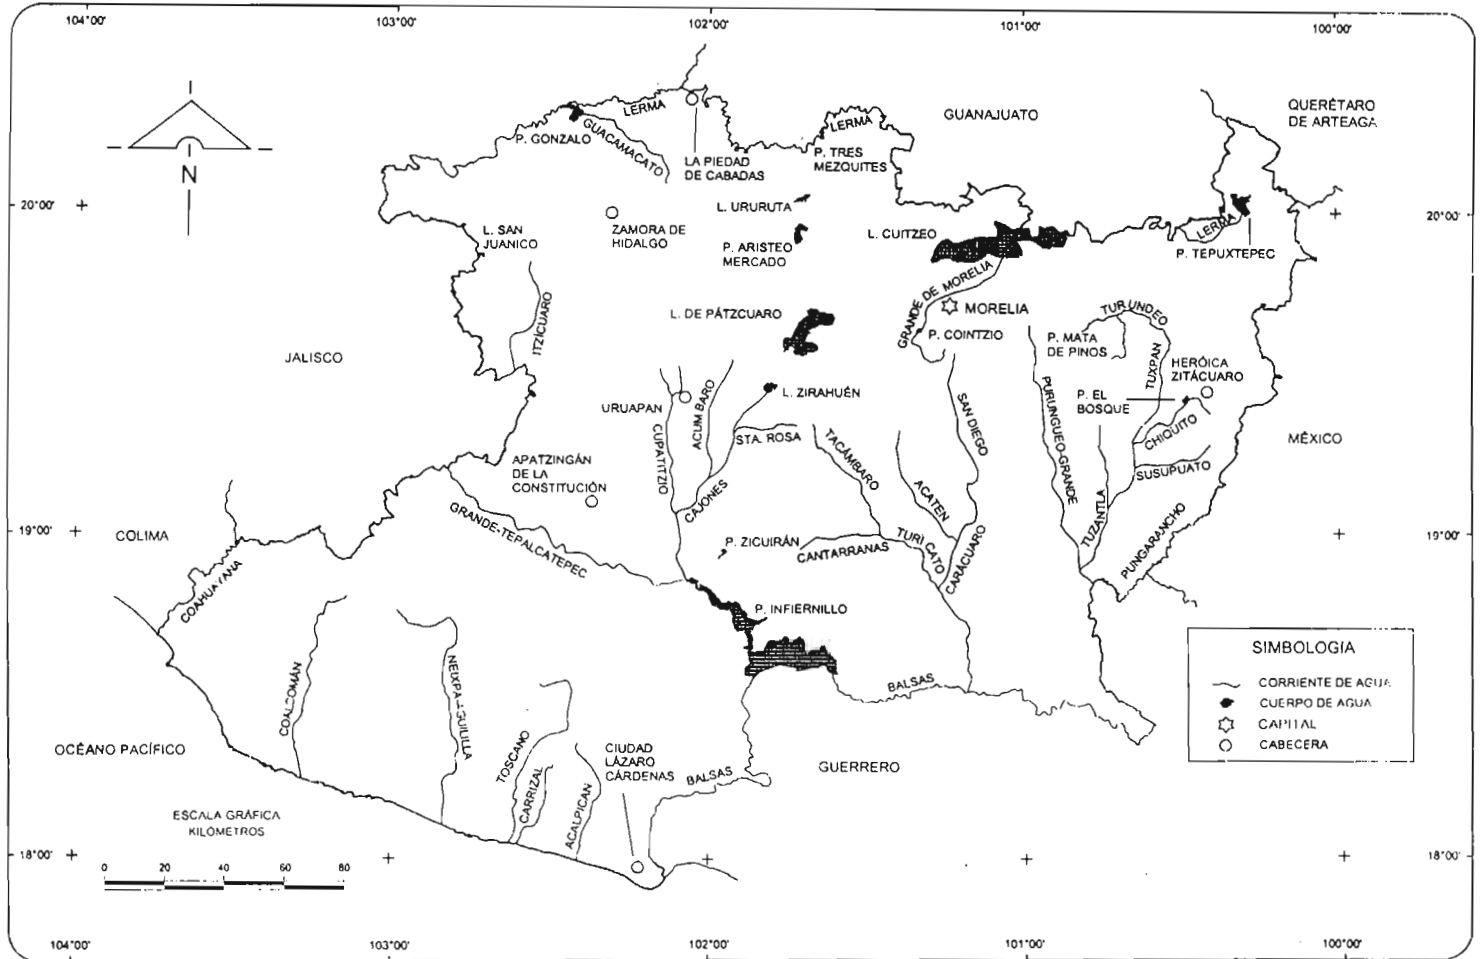 104°00'
103°00'
102°00'
101°00'
100°00'
LERMA
GUANAJUATO
QUERÉTARO
DE ARTEAGA
P. GONZALO
GUACAMACATO
LERMA
LA PIEDAD
DE CABADAS
P. TRES
MEZQUITES
N
20°00'
20°00'
L. URURUTA
ZAMORA DE
HIDALGO
L. SAN
JUANICO
L. CUITZEO
P. ARISTEO
MERCADO
LERMA
P. TEPUXTEPEC
GRANDE DE MORELIA
MORELIA
L. DE PÁTZCUARO
ITZÍCUARO
P. COINTZIO
TURUNDEO
P. MATA
DE PINOS
TUXPAN
HERÓICA
ZITÁCUARO
JALISCO
L. ZIRAHUÉN
URUAPAN
ACUMBARO
CUPATITZIO
STA. ROSA
SAN DIEGO
PURUNGUEO-GRANDE
P. EL
BOSQUE
CHIQUITO
MÉXICO
TACÁMBARO
SUSUPUATO
APATZINGÁN
DE LA
CONSTITUCIÓN
CAJONES
ACATEN
TUZANTLA
PUNGARANCHO
19°00'
19°00'
COLIMA
GRANDE-TEPALCATEPEC
P. ZICUIRÁN
CANTARRANAS
TURICATO
CARÁCUARO
COAHUAYANA
P. INFIERNILLO
COALCOMÁN
NEIXPA-AGUILILLA
BALSAS
SIMBOLOGÍA
CORRIENTE DE AGUA
CUERPO DE AGUA
CAPITAL
CABECERA
OCÉANO PACÍFICO
TOSCANO
CARRIZAL
ACALPICAN
CIUDAD
LÁZARO
CÁRDENAS
BALSAS
GUERRERO
ESCALA GRÁFICA
KILÓMETROS
0 20 40 60 80
18°00'
18°00'
104°00'
103°00'
102°00'
101°00'
100°00'